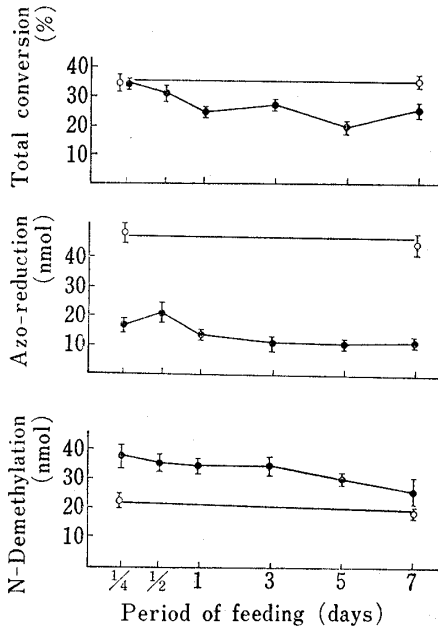 Total conversion
(%)
40
30
20
10
Azo-reduction
(nmol)
40
30
20
10
N-Demethylation
(nmol)
40
30
20
10
1/4 1/2 1 3 5 7
Period of feeding (days)